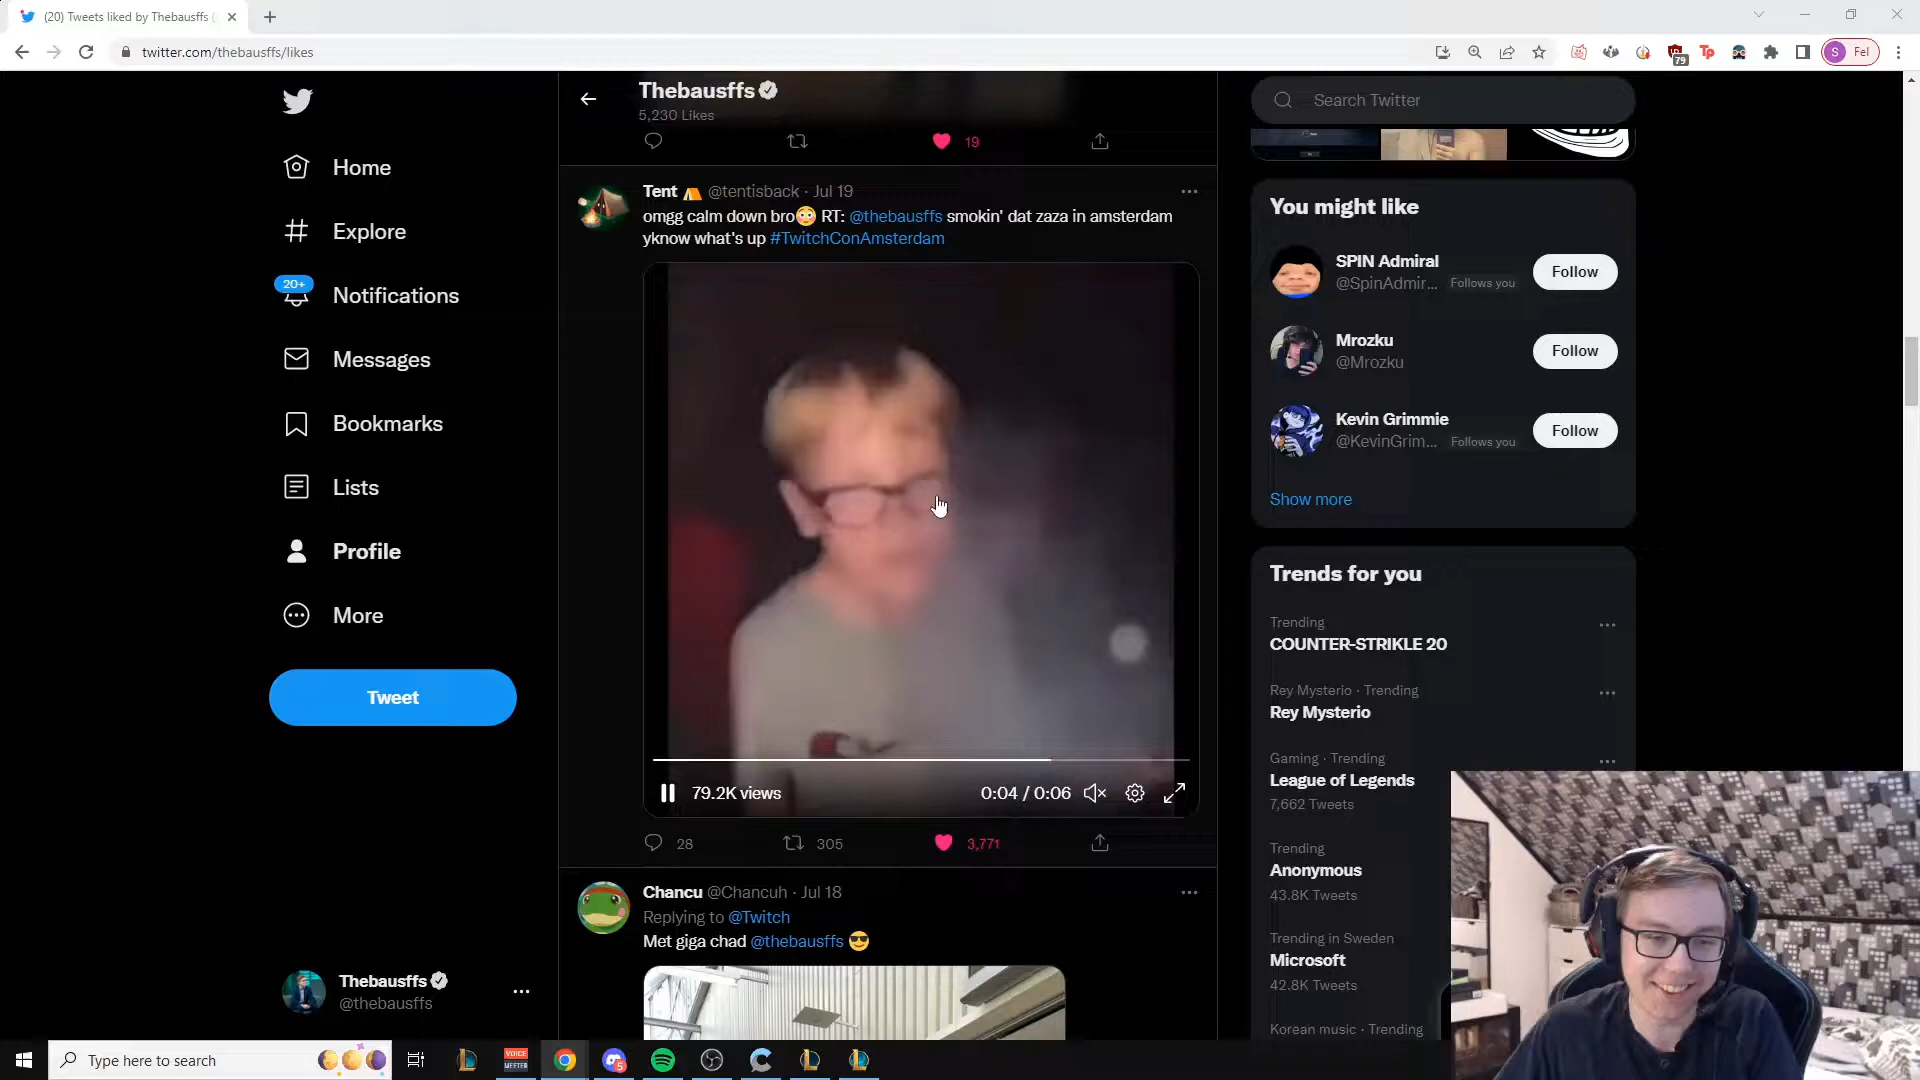 (20) Tweets liked by Thebausffs (
twitter.com/thebausffs/likes
79
S Fel
Thebausffs
5,230 Likes
19
Search Twitter
Home
Explore
20+
Notifications
Messages
Bookmarks
Lists
Profile
More
Tweet
Thebausffs
@thebausffs
Tent @tentisback · Jul 19
omgg calm down bro RT: @thebausffs smokin' dat zaza in amsterdam
yknow what's up #TwitchConAmsterdam
79.2K views
0:04 / 0:06
28
305
3,771
Chancu @Chancuh · Jul 18
Replying to @Twitch
Met giga chad @thebausffs
You might like
SPIN Admiral
@SpinAdmir... Follows you
Follow
Mrozku
@Mrozku
Follow
Kevin Grimmie
@KevinGrim... Follows you
Follow
Show more
Trends for you
Trending
COUNTER-STRIKLE 20
Rey Mysterio · Trending
Rey Mysterio
Gaming · Trending
League of Legends
7,662 Tweets
Trending
Anonymous
43.8K Tweets
Trending in Sweden
Microsoft
42.8K Tweets
Korean music · Trending
Type here to search
VOICE
MEETER
5